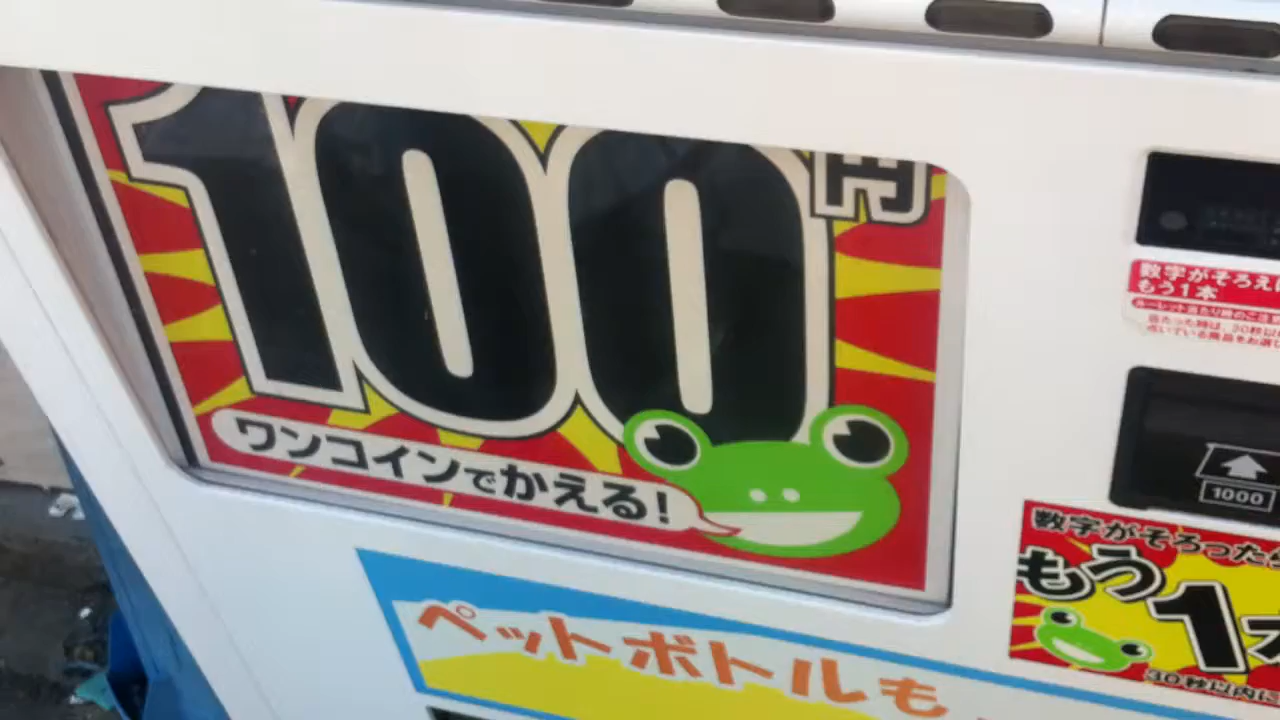 100円
ワンコインでかえる!
ペットボトルも
数字がそろえ
もう1本
1000
数字がそろったら
もう1本
30秒以内に